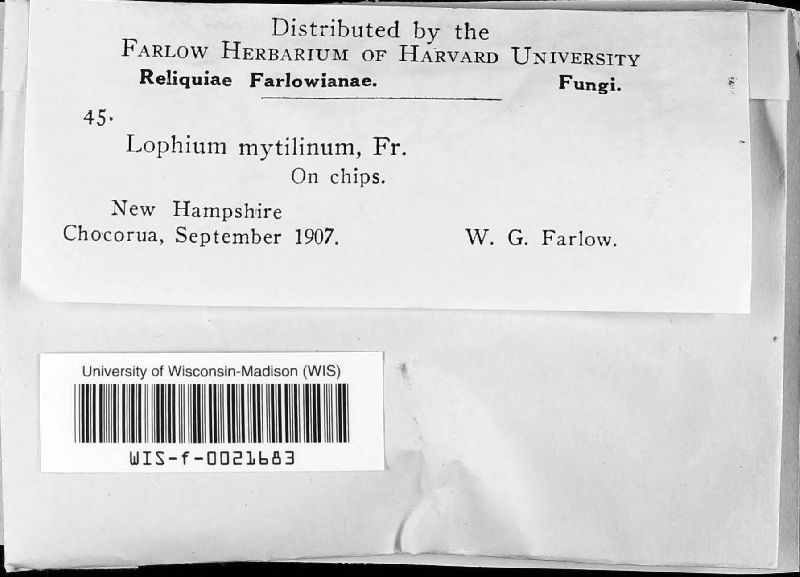 Distributed by the
FARLOW HERBARIUM OF HARVARD UNIVERSITY
Reliquiae Farlowianae. Fungi.
45.
Lophium mytilinum, Fr.
On chips.
New Hampshire
Chocorua, September 1907. W. G. Farlow.
University of Wisconsin-Madison (WIS)
WIS-f-0021683